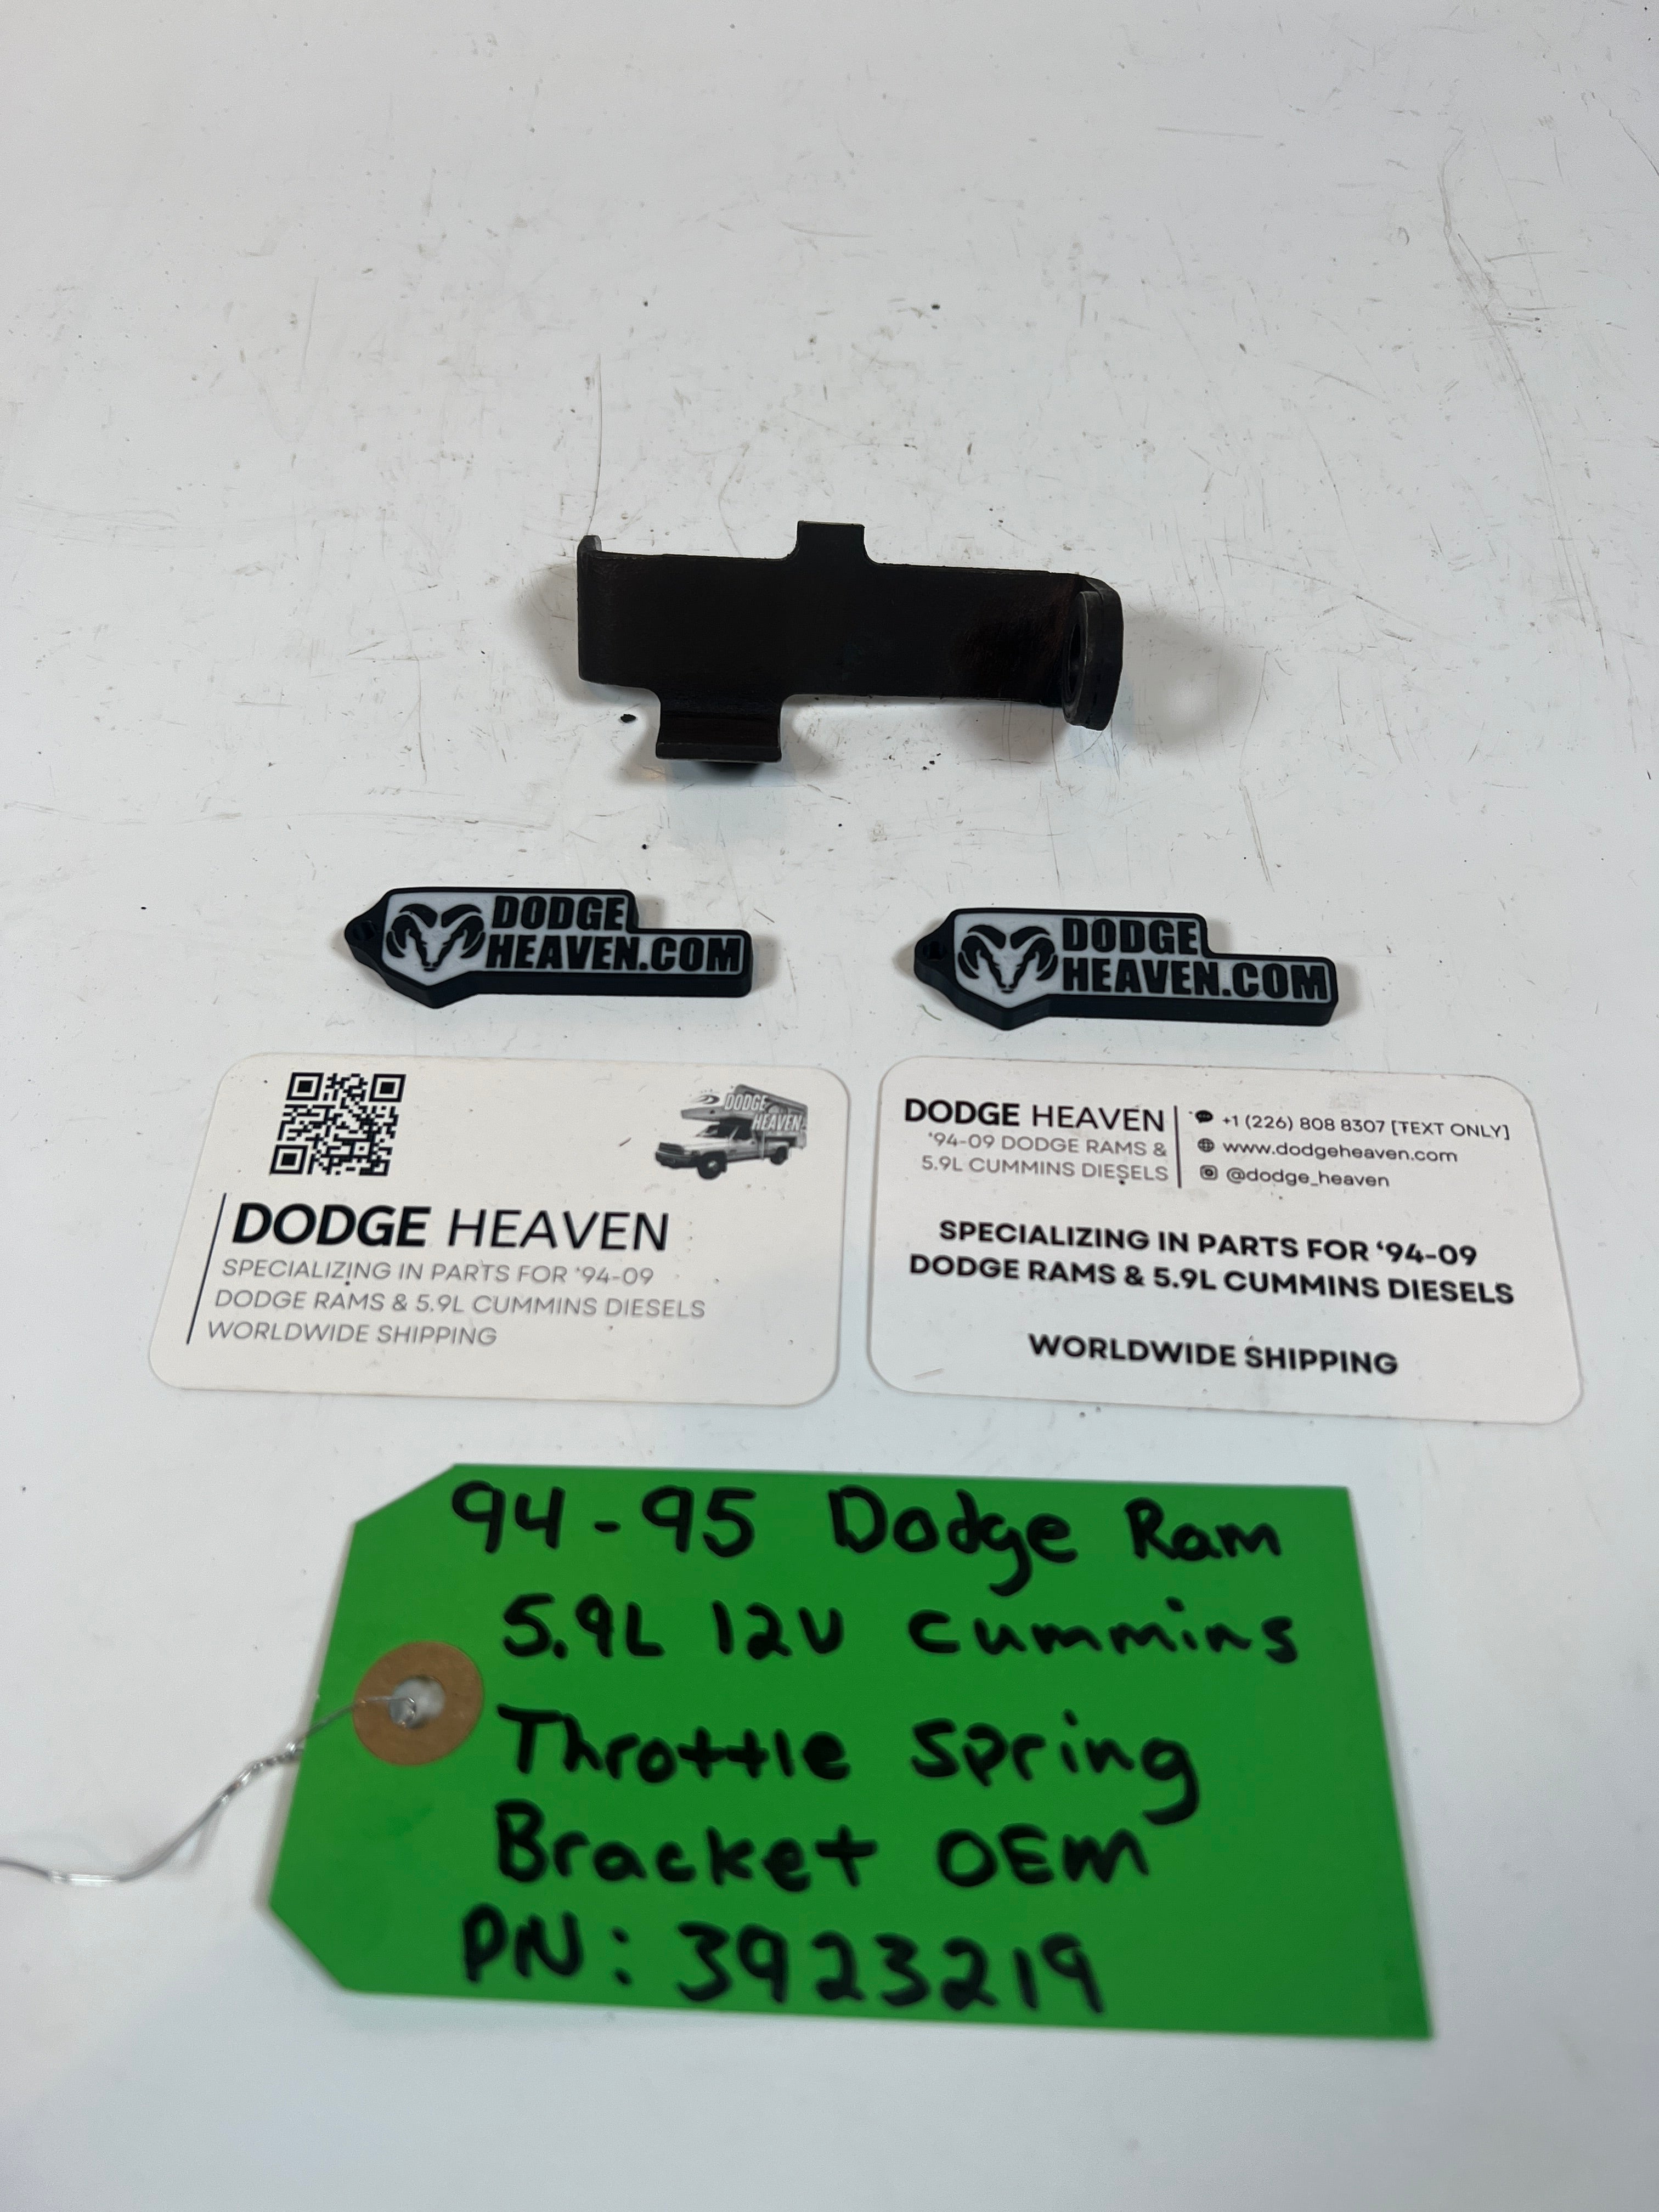 DODGE
HEAVEN.COM
DODGE
HEAVEN.COM
DODGE
HEAVEN
DODGE HEAVEN
SPECIALIZING IN PARTS FOR ‘94-09
DODGE RAMS & 5.9L CUMMINS DIESELS
WORLDWIDE SHIPPING
DODGE HEAVEN
‘94-09 DODGE RAMS &
5.9L CUMMINS DIESELS
+1 (226) 808 8307 [TEXT ONLY]
www.dodgeheaven.com
@dodge_heaven
SPECIALIZING IN PARTS FOR ‘94-09
DODGE RAMS & 5.9L CUMMINS DIESELS
WORLDWIDE SHIPPING
94-95 Dodge Ram
5.9L 12V Cummins
Throttle Spring
Bracket OEM
PN: 3923219